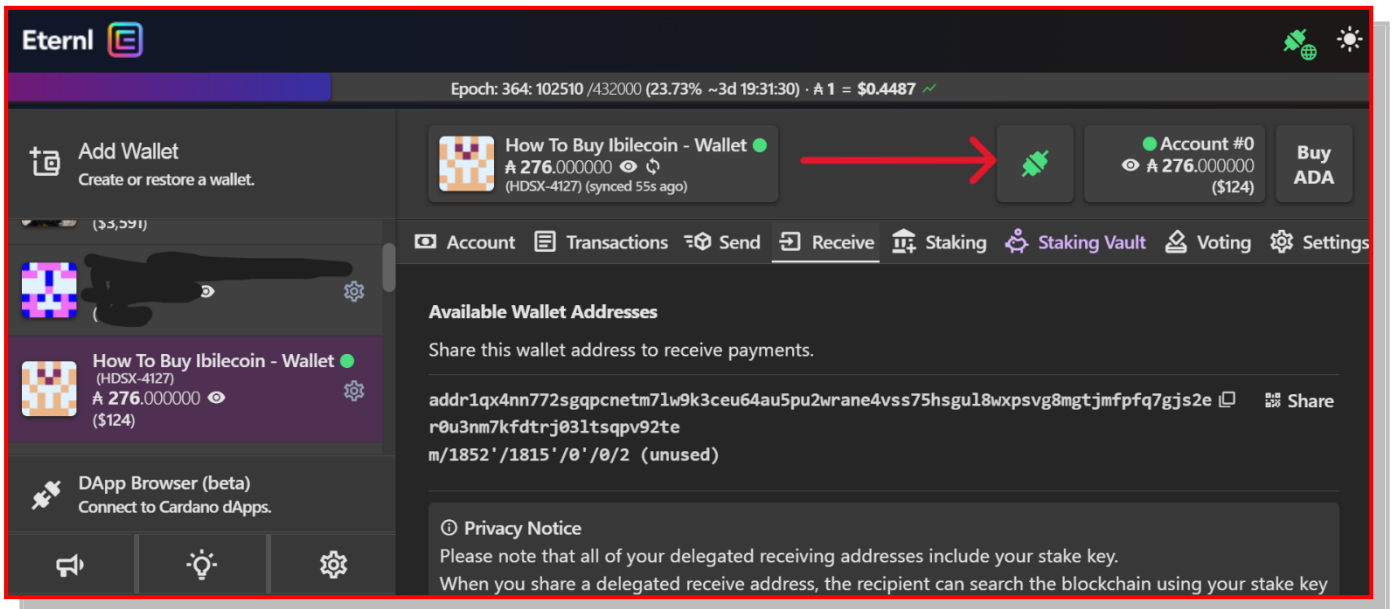 Eternl
Epoch: 364: 102510 /432000 (23.73% ~3d 19:31:30) · ₳ 1 = $0.4487
Add Wallet
Create or restore a wallet.
($3,591)
(
How To Buy Ibilecoin - Wallet
(HDSX-4127)
₳ 276.000000
($124)
DApp Browser (beta)
Connect to Cardano dApps.
How To Buy Ibilecoin - Wallet
₳ 276.000000
(HDSX-4127) (synced 55s ago)
Account #0
₳ 276.000000
($124)
Buy
ADA
Account Transactions Send Receive Staking Staking Vault Voting Settings
Available Wallet Addresses
Share this wallet address to receive payments.
addr1qx4nn772sgqpcnetm7lw9k3ceu64au5pu2wrane4vss75hsgul8wxpsvg8mgtjmfpfq7gjs2e Share
r0u3nm7kfdtrj03ltsqpv92te
m/1852'/1815'/0'/0/2 (unused)
Privacy Notice
Please note that all of your delegated receiving addresses include your stake key.
When you share a delegated receive address, the recipient can search the blockchain using your stake key